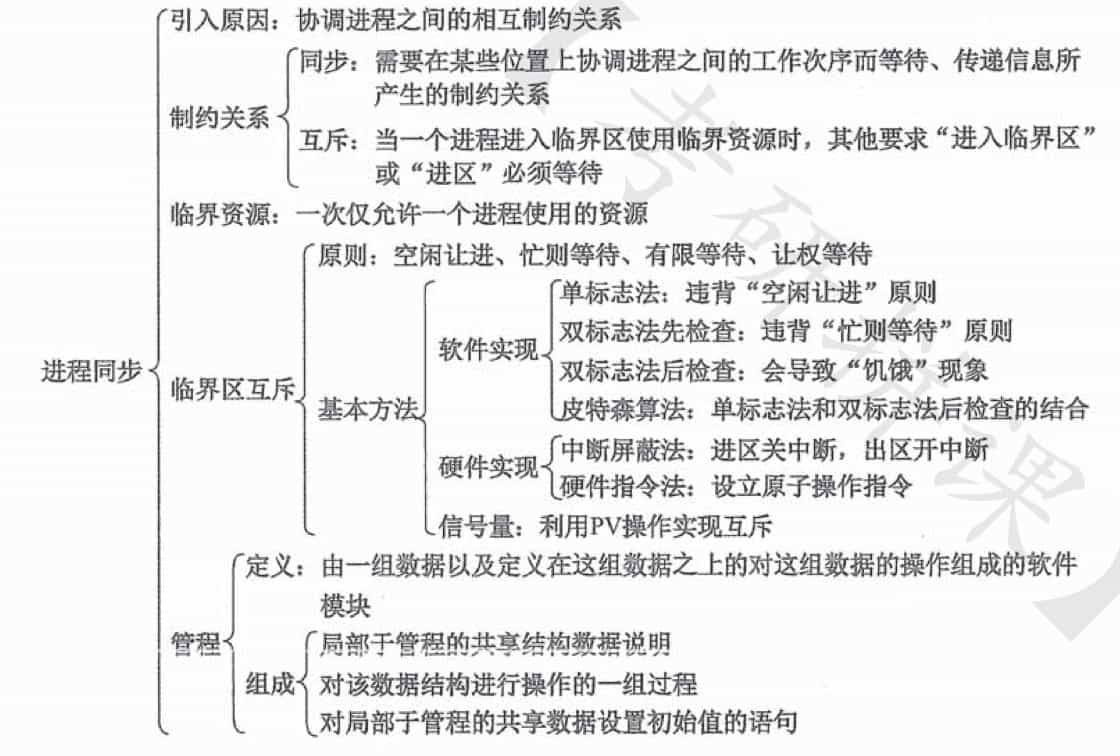 引入原因：协调进程之间的相互制约关系
同步：需要在某些位置上协调进程之间的工作次序而等待、传递信息所
产生的制约关系
制约关系
互斥：当一个进程进入临界区使用临界资源时，其他要求“进入临界区”
或“进区”必须等待
临界资源：一次仅允许一个进程使用的资源
原则：空闲让进、忙则等待、有限等待、让权等待
单标志法：违背“空闲让进”原则
双标志法先检查：违背“忙则等待”原则
软件实现
双标志法后检查：会导致“饥饿”现象
进程同步
临界区互斥
基本方法
皮特森算法：单标志法和双标志法后检查的结合
中断屏蔽法：进区关中断，出区开中断
硬件实现
硬件指令法：设立原子操作指令
信号量：利用PV操作实现互斥
定义：由一组数据以及定义在这组数据之上的对这组数据的操作组成的软件
模块
管程
局部于管程的共享结构数据说明
组成
对该数据结构进行操作的一组过程
对局部于管程的共享数据设置初始值的语句
【考研护课】